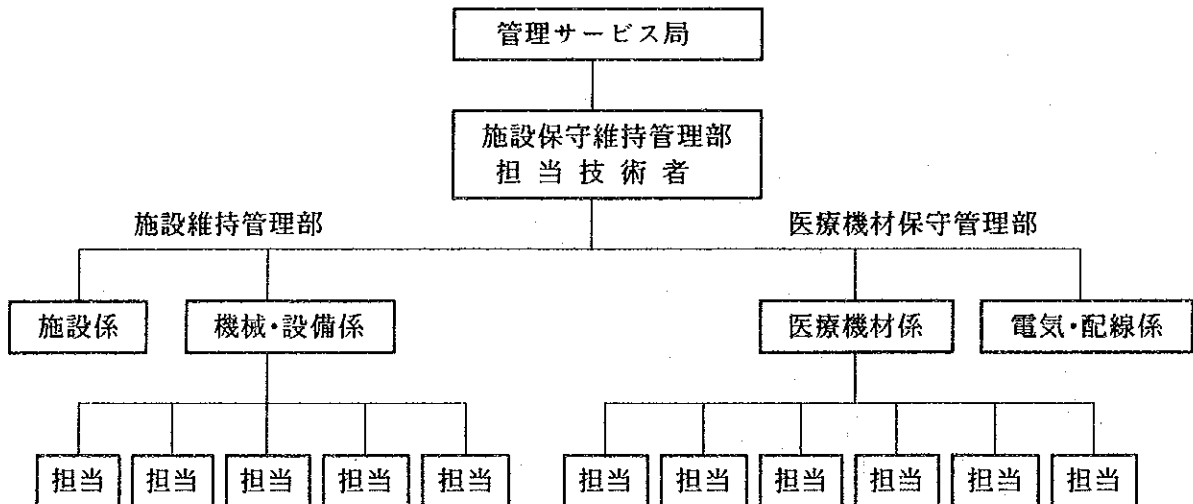 管理サービス局
施設保守維持管理部
担当技術者
施設維持管理部
医療機材保守管理部
施設係
機械・設備係
医療機材係
電気・配線係
担当
担当
担当
担当
担当
担当
担当
担当
担当
担当
担当